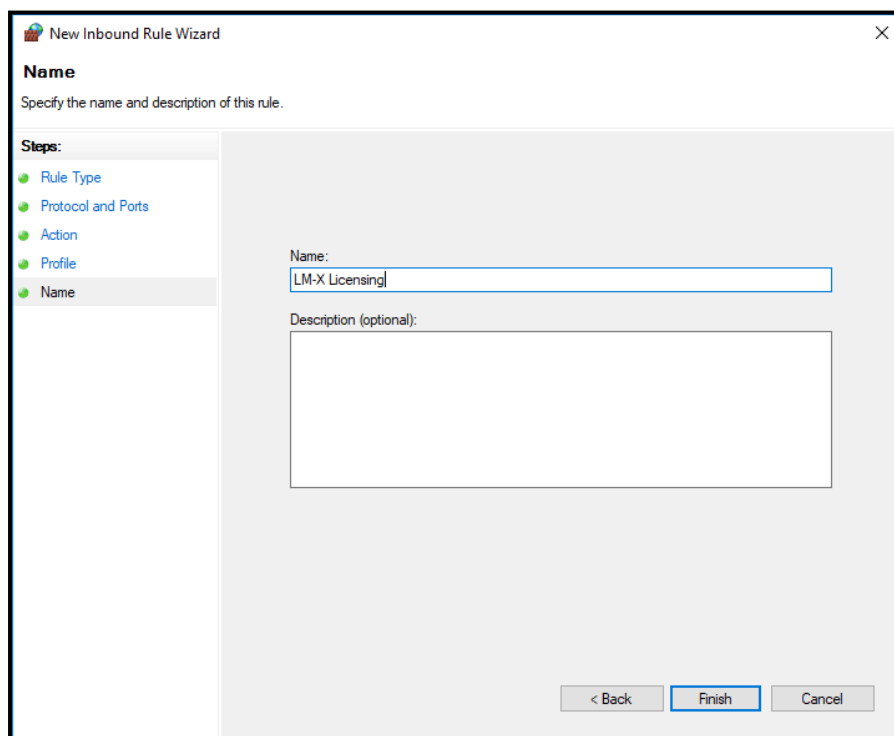 New Inbound Rule Wizard
Name
Specify the name and description of this rule.
Steps:
Rule Type
Protocol and Ports
Action
Profile
Name
Name:
LM-X Licensing
Description (optional):
< Back
Finish
Cancel